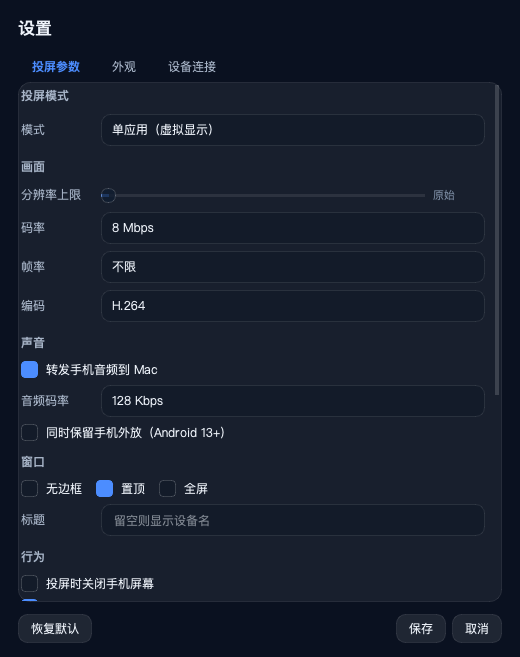 设置
投屏参数 外观 设备连接
投屏模式
模式 单应用（虚拟显示）
画面
分辨率上限 原始
码率 8 Mbps
帧率 不限
编码 H.264
声音
转发手机音频到 Mac
音频码率 128 Kbps
同时保留手机外放（Android 13+）
窗口
无边框 置顶 全屏
标题 留空则显示设备名
行为
投屏时关闭手机屏幕
恢复默认 保存 取消